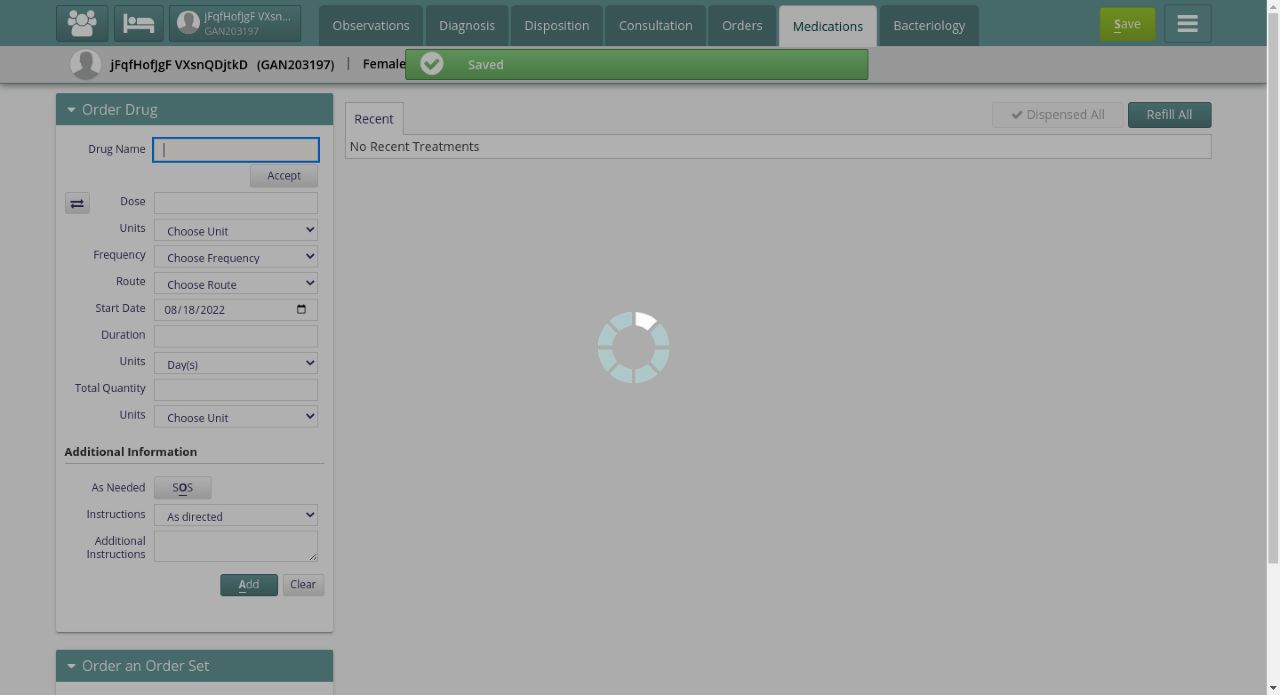 jFqfHofJgF VXsn...
GAN203197
Observations
Diagnosis
Disposition
Consultation
Orders
Medications
Bacteriology
Save
jFqfHofJgF VXsnQDjtkD (GAN203197) | Female
Saved
Order Drug
Drug Name
Accept
Dose
Units Choose Unit
Frequency Choose Frequency
Route Choose Route
Start Date 08/18/2022
Duration
Units Day(s)
Total Quantity
Units Choose Unit
Additional Information
As Needed SOS
Instructions As directed
Additional
Instructions
Add Clear
Order an Order Set
Recent
Dispensed All
Refill All
No Recent Treatments